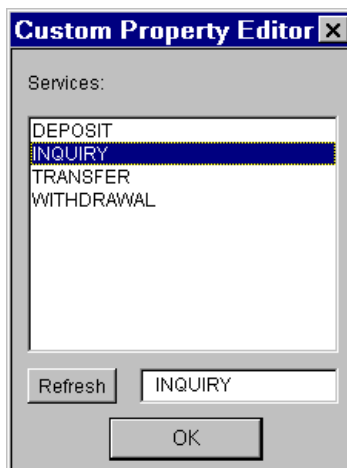 Custom Property Editor
Services:
DEPOSIT
INQUIRY
TRANSFER
WITHDRAWAL
Refresh INQUIRY
OK